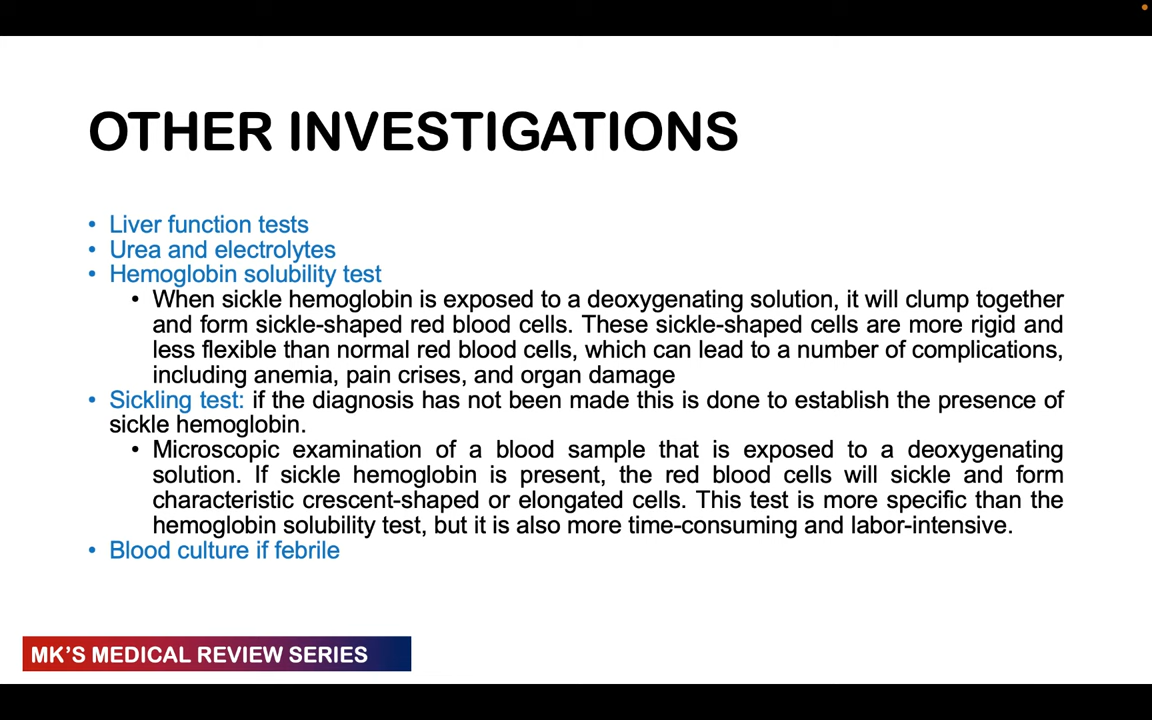 OTHER INVESTIGATIONS
• Liver function tests
• Urea and electrolytes
• Hemoglobin solubility test
• When sickle hemoglobin is exposed to a deoxygenating solution, it will clump together
and form sickle-shaped red blood cells. These sickle-shaped cells are more rigid and
less flexible than normal red blood cells, which can lead to a number of complications,
including anemia, pain crises, and organ damage
• Sickling test: if the diagnosis has not been made this is done to establish the presence of
sickle hemoglobin.
• Microscopic examination of a blood sample that is exposed to a deoxygenating
solution. If sickle hemoglobin is present, the red blood cells will sickle and form
characteristic crescent-shaped or elongated cells. This test is more specific than the
hemoglobin solubility test, but it is also more time-consuming and labor-intensive.
• Blood culture if febrile
MK'S MEDICAL REVIEW SERIES